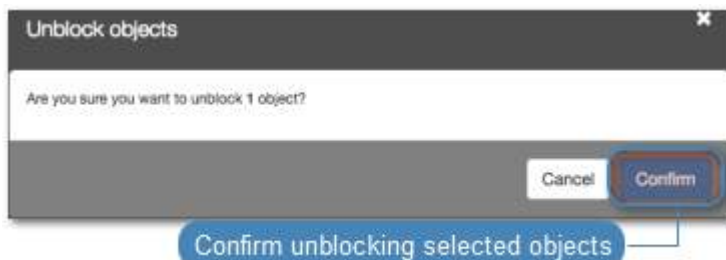 Unblock objects
Are you sure you want to unblock 1 object?
Cancel Confirm
Confirm unblocking selected objects